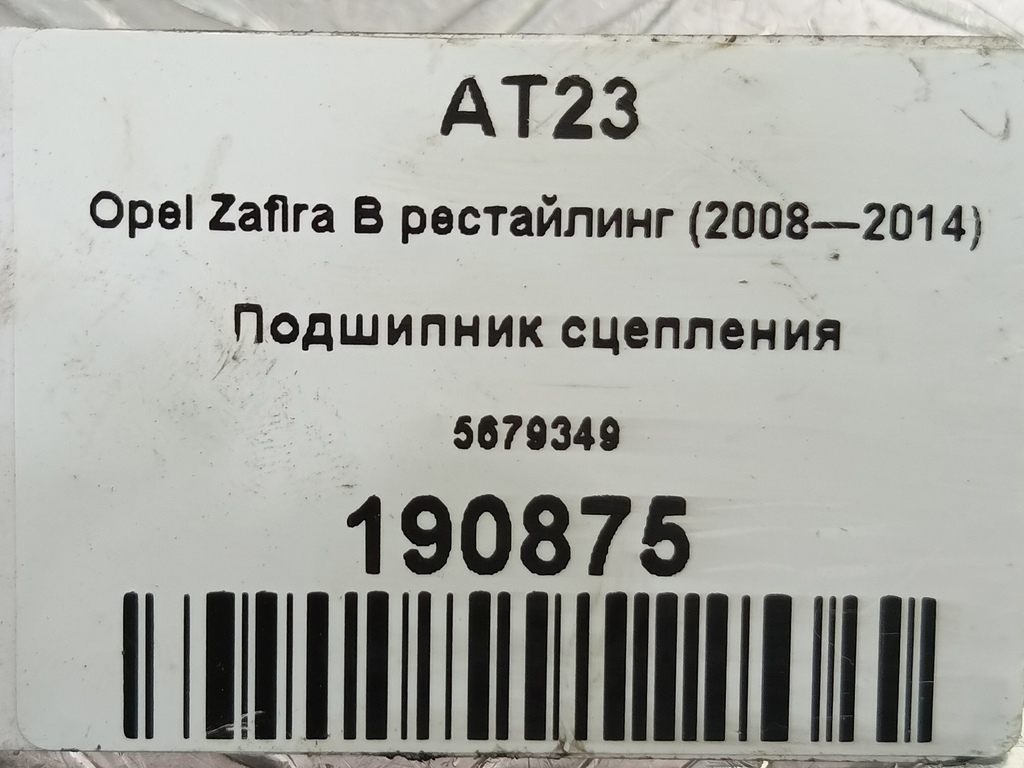 AT23
Opel Zafira B рестайлинг (2008—2014)
Подшипник сцепления
5679349
190875